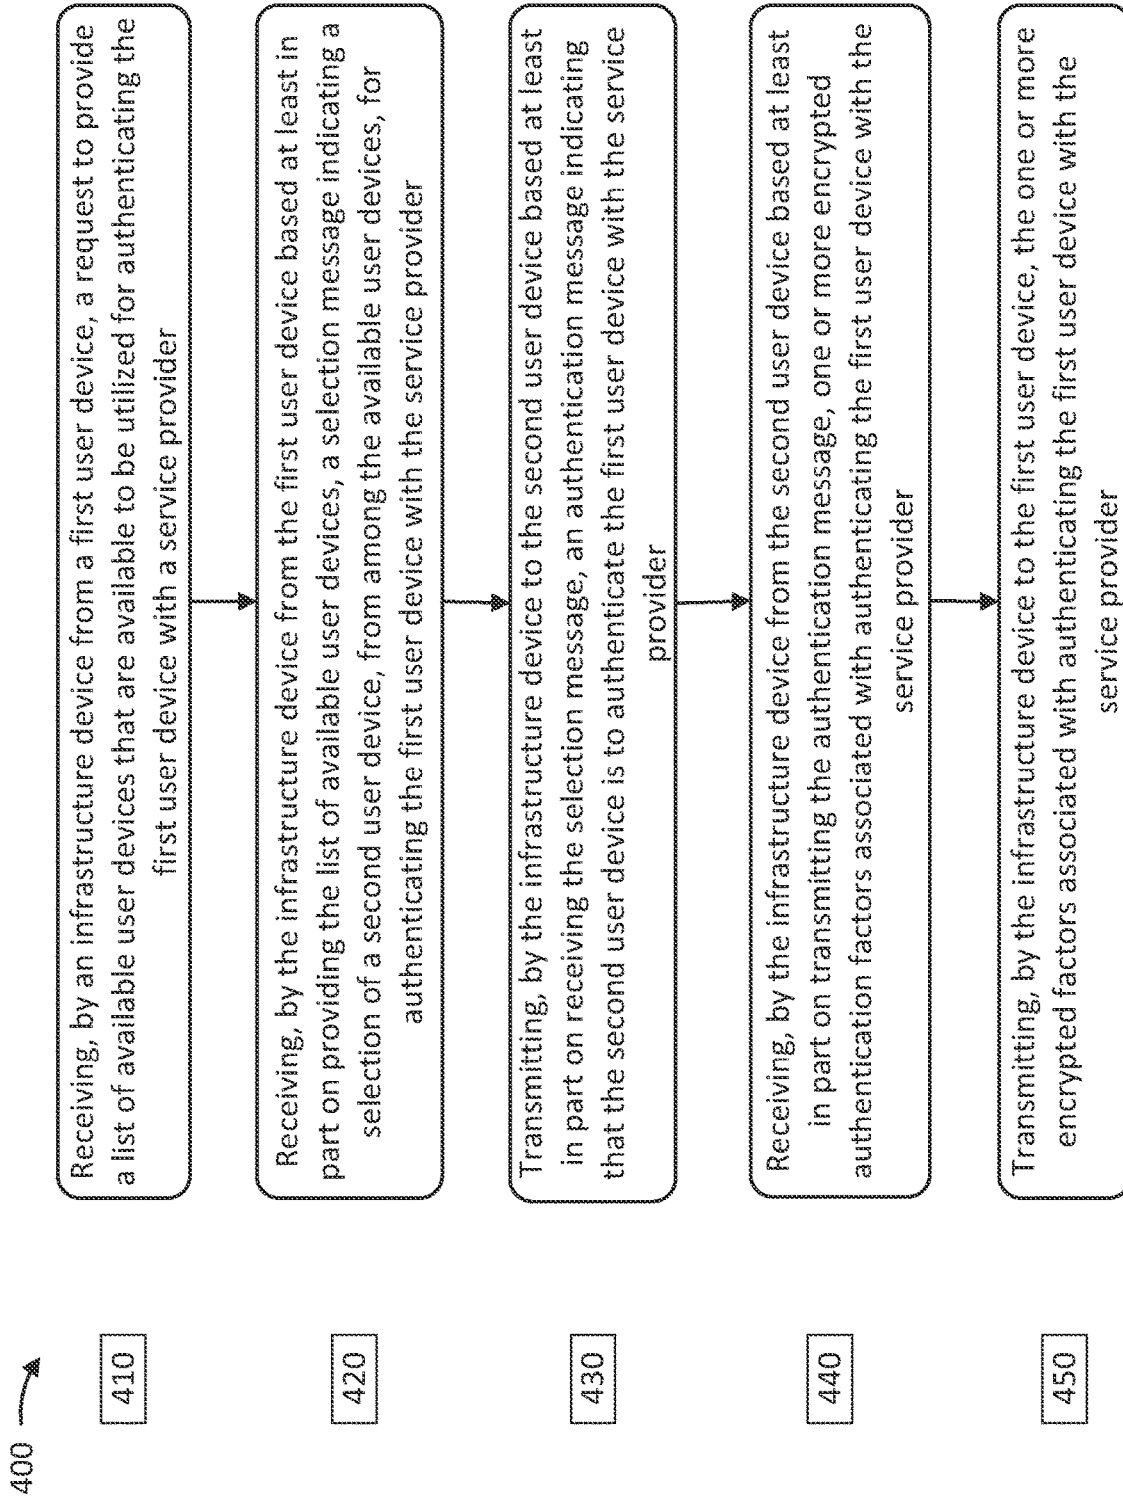 400
410
Receiving, by an infrastructure device from a first user device, a request to provide
a list of available user devices that are available to be utilized for authenticating the
first user device with a service provider
420
Receiving, by the infrastructure device from the first user device based at least in
part on providing the list of available user devices, a selection message indicating a
selection of a second user device, from among the available user devices, for
authenticating the first user device with the service provider
430
Transmitting, by the infrastructure device to the second user device based at least
in part on receiving the selection message, an authentication message indicating
that the second user device is to authenticate the first user device with the service
provider
440
Receiving, by the infrastructure device from the second user device based at least
in part on transmitting the authentication message, one or more encrypted
authentication factors associated with authenticating the first user device with the
service provider
450
Transmitting, by the infrastructure device to the first user device, the one or more
encrypted factors associated with authenticating the first user device with the
service provider